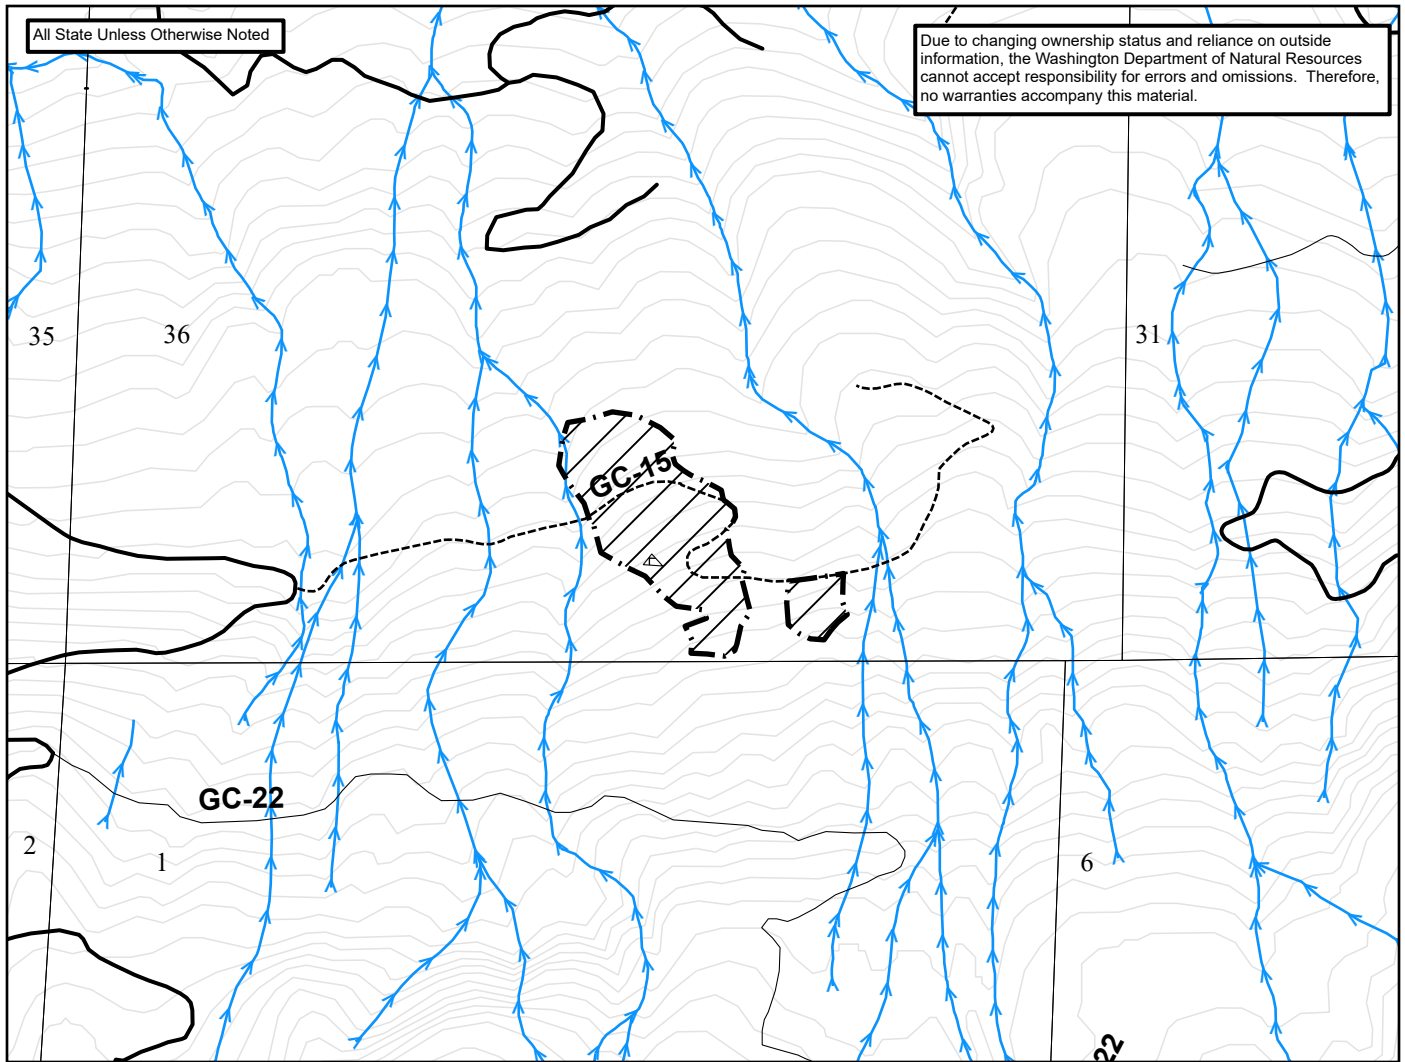 All State Unless Otherwise Noted
Due to changing ownership status and reliance on outside
information, the Washington Department of Natural Resources
cannot accept responsibility for errors and omissions. Therefore,
no warranties accompany this material.
35
36
31
GC-15
GC-22
2
1
6
22